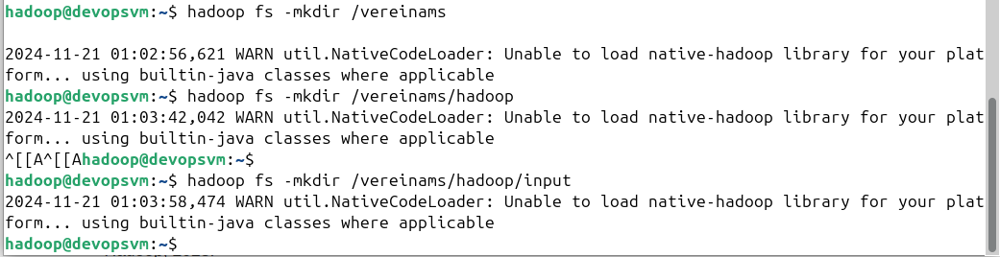 hadoop@devopsvm:~$ hadoop fs -mkdir /vereinams
2024-11-21 01:02:56,621 WARN util.NativeCodeLoader: Unable to load native-hadoop library for your plat
form... using builtin-java classes where applicable
hadoop@devopsvm:~$ hadoop fs -mkdir /vereinams/hadoop
2024-11-21 01:03:42,042 WARN util.NativeCodeLoader: Unable to load native-hadoop library for your plat
form... using builtin-java classes where applicable
^[[A^[[Ahadoop@devopsvm:~$
hadoop@devopsvm:~$ hadoop fs -mkdir /vereinams/hadoop/input
2024-11-21 01:03:58,474 WARN util.NativeCodeLoader: Unable to load native-hadoop library for your plat
form... using builtin-java classes where applicable
hadoop@devopsvm:~$